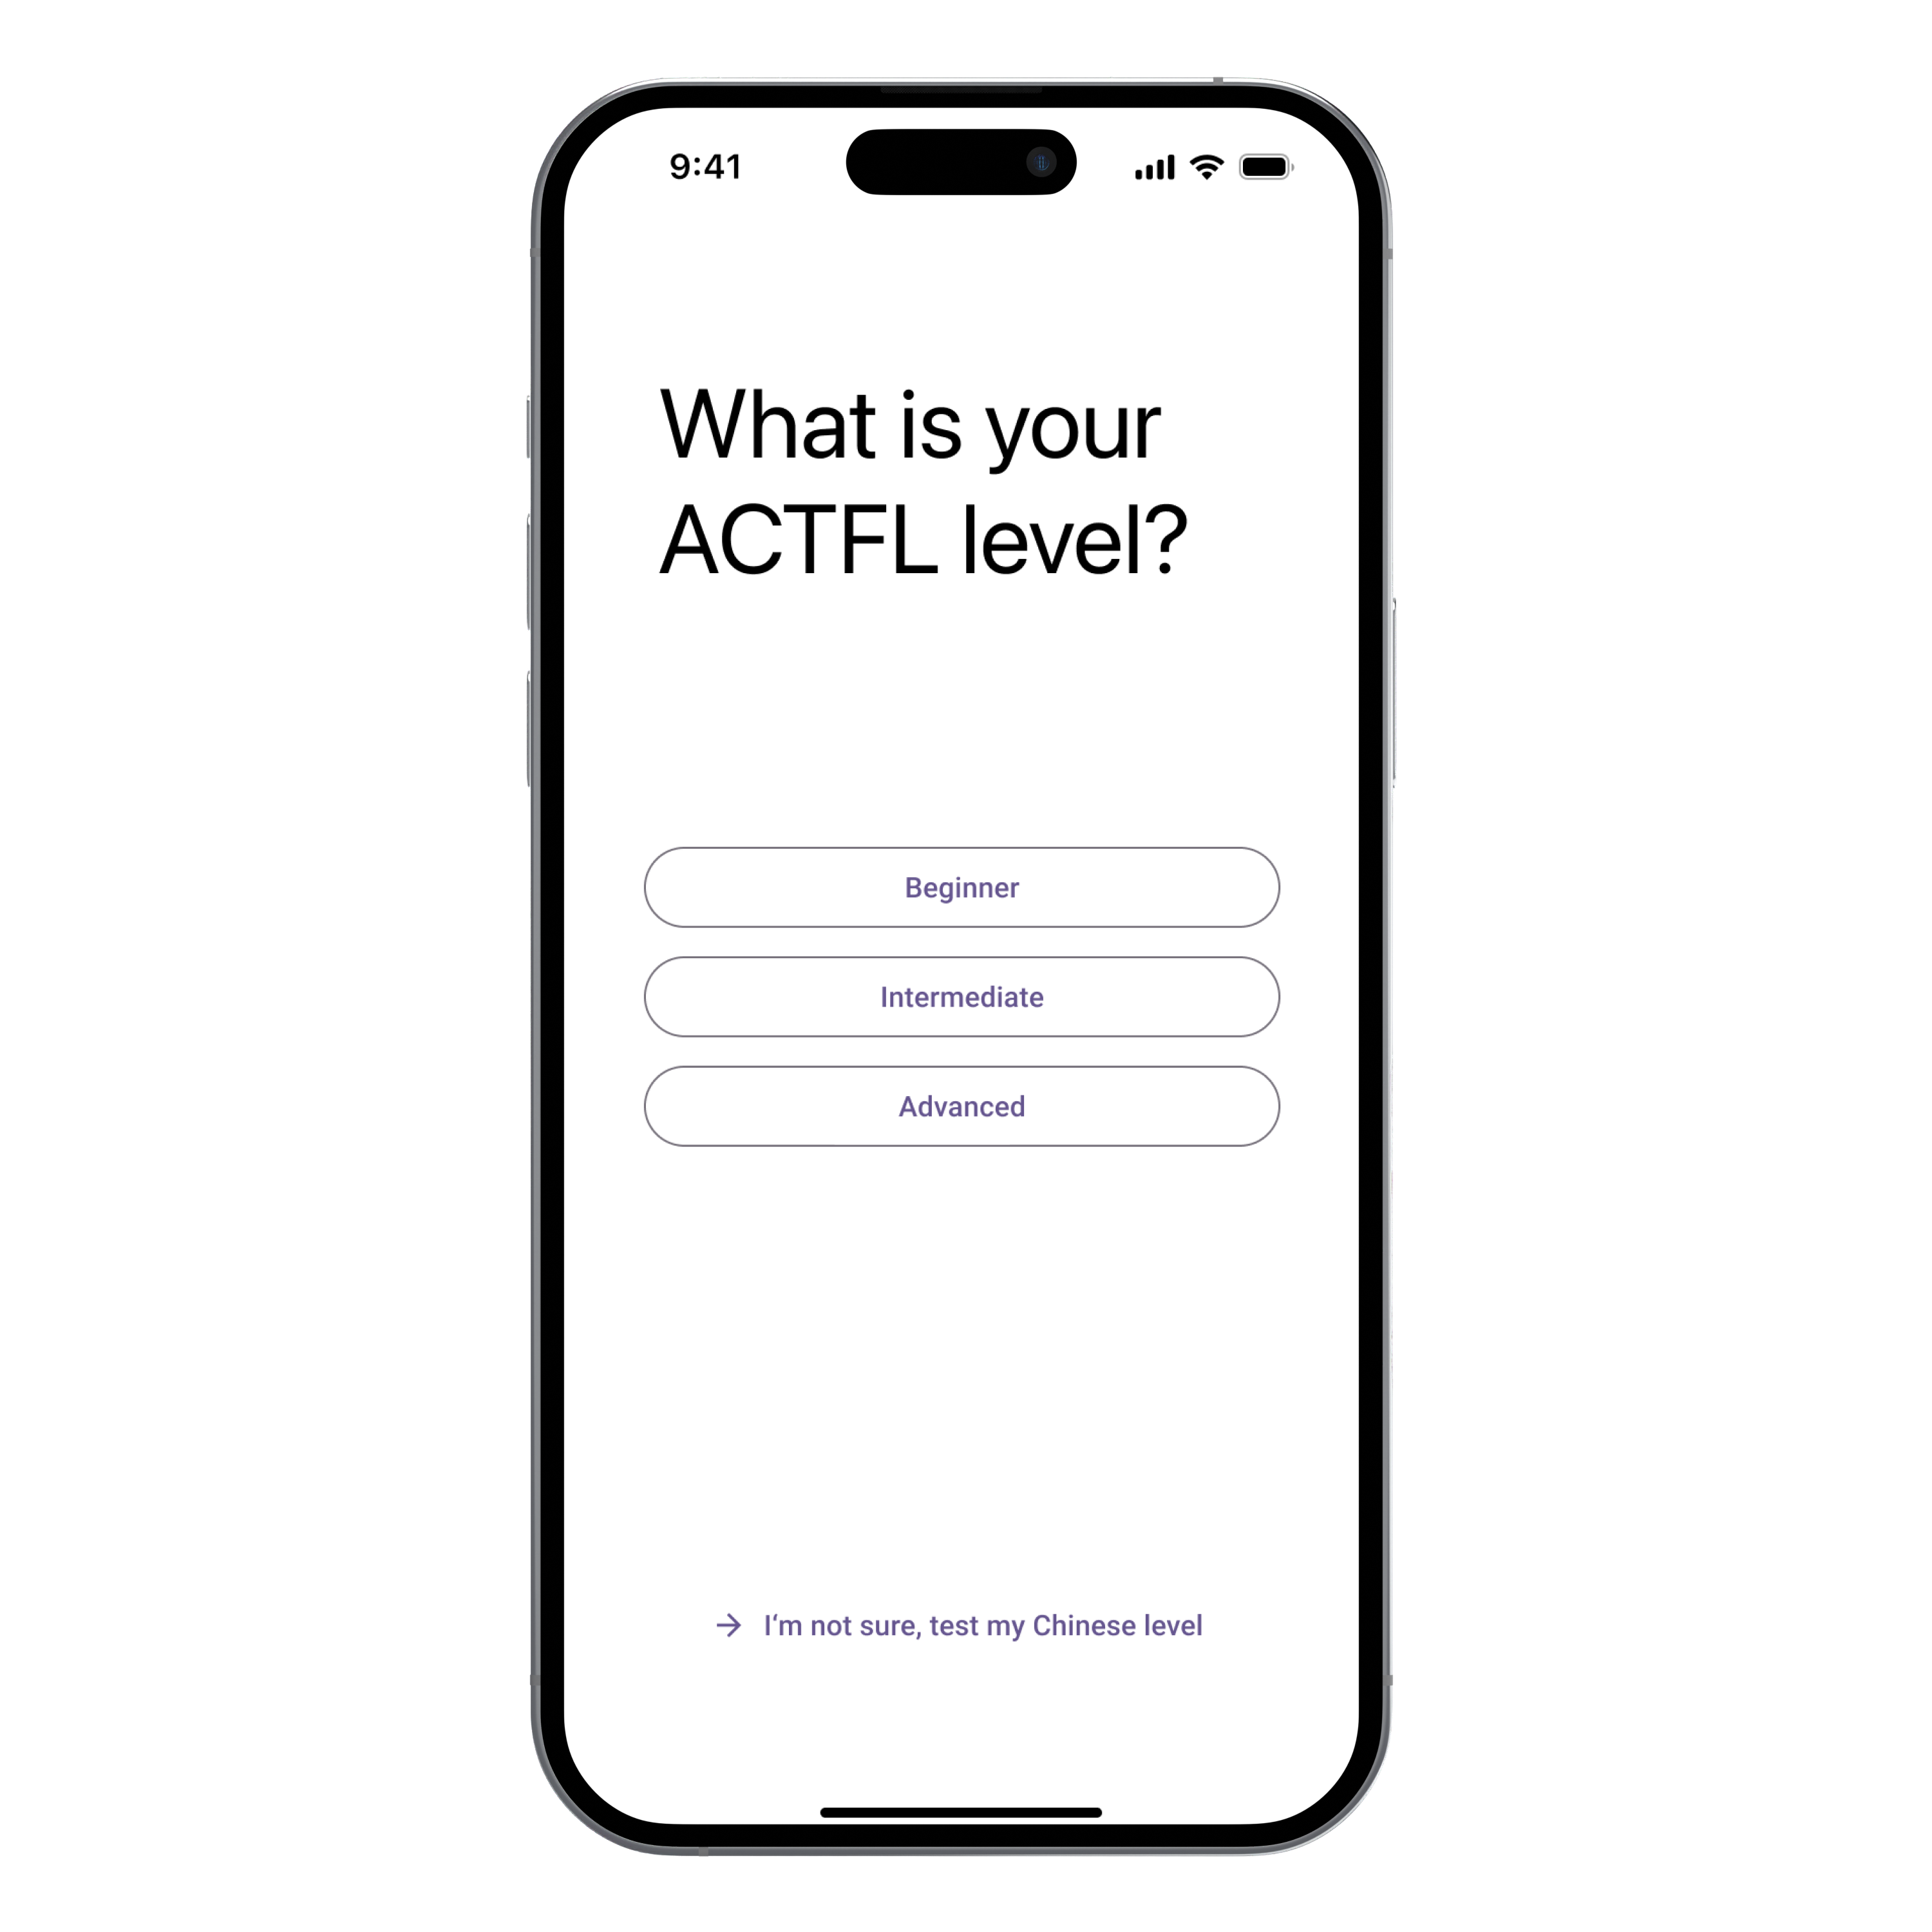 9:41
What is your
ACTFL level?
Beginner
Intermediate
Advanced
I‘m not sure, test my Chinese level